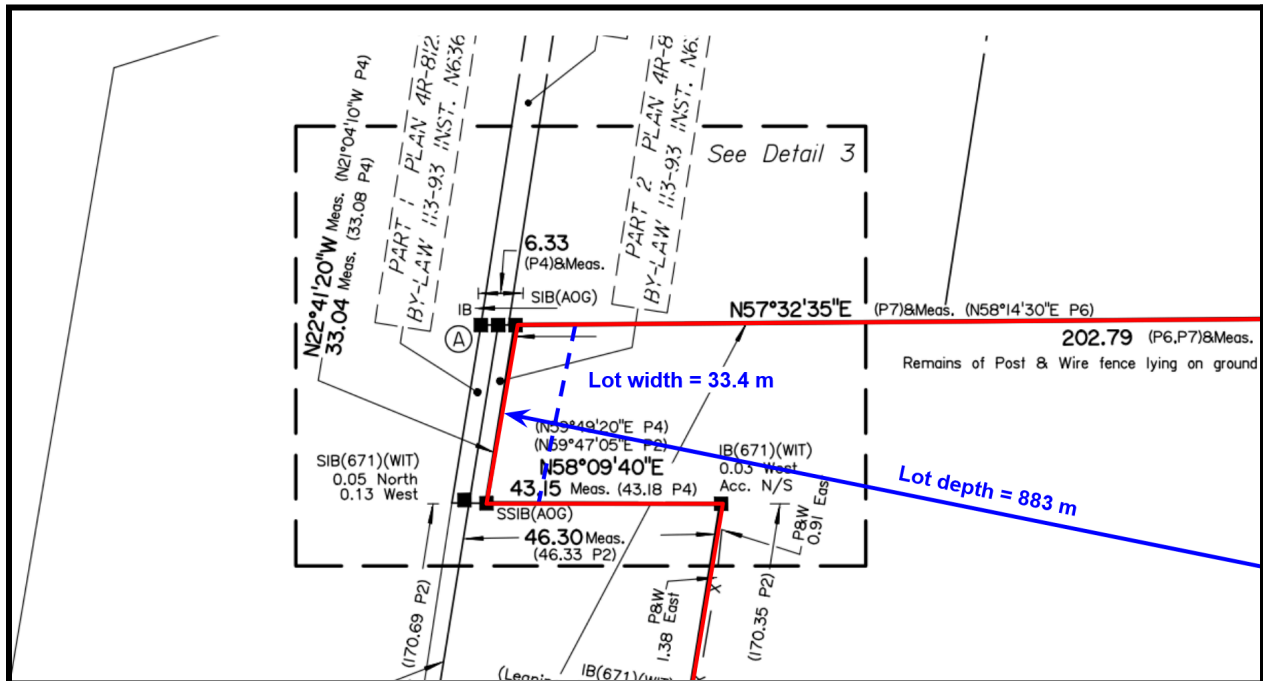 N22°41'20"W Meas. (N21°04'10"W P4)
33.04 Meas. (33.08 P4)
PART 1 PLAN 4R-812
BY-LAW 113-93 INST. N636
PART 2 PLAN 4R-8
BY-LAW 113-93 INST. N6
See Detail 3
6.33
(P4)&Meas.
IB
SIB(AOG)
A
N57°32'35"E (P7)&Meas. (N58°14'30"E P6)
202.79 (P6,P7)&Meas.
Remains of Post & Wire fence lying on ground
Lot width = 33.4 m
(N59°49'20"E P4)
(N59°47'05"E P2)
N58°09'40"E
43.15 Meas. (43.18 P4)
IB(671)(WIT)
0.03 West
Acc. N/S
SIB(671)(WIT)
0.05 North
0.13 West
Lot depth = 883 m
SSIB(AOG)
46.30 Meas.
(46.33 P2)
P&W
0.91 East
(170.69 P2)
P&W
1.38 East
(170.35 P2)
X
(Leanin
IB(671)(WIT)